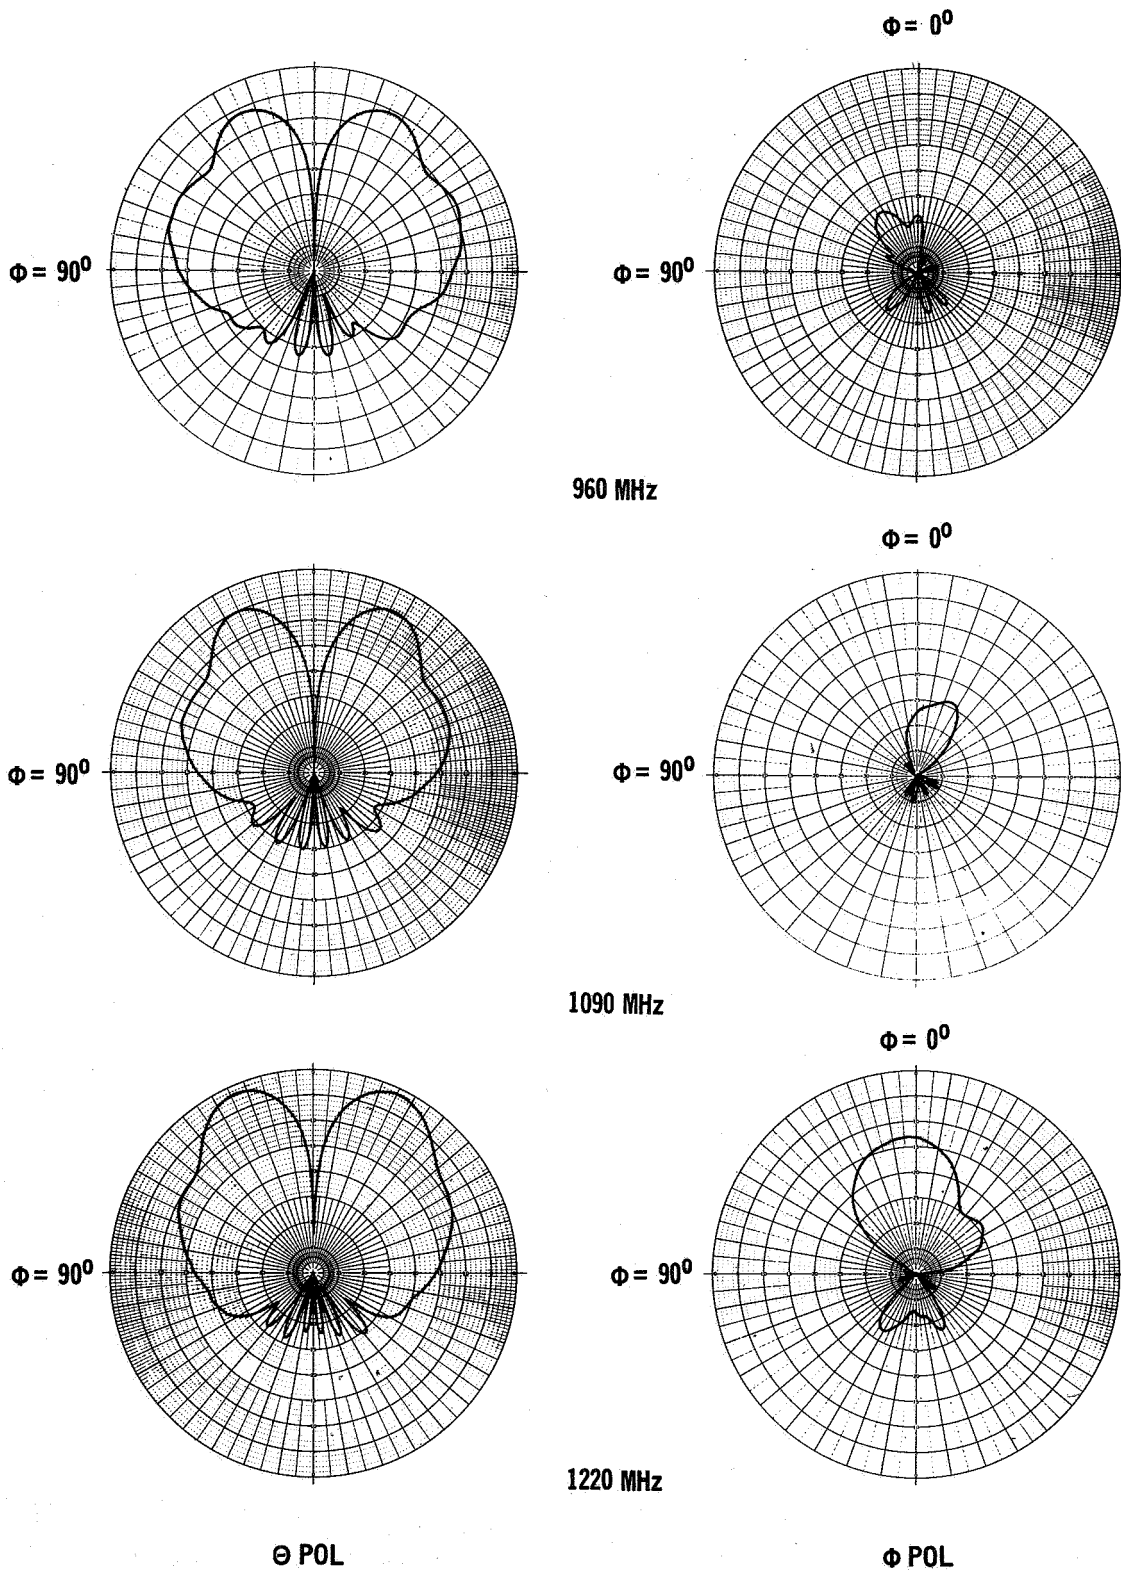 Φ = 0⁰
Φ = 90⁰
Φ = 90⁰
960 MHz
Φ = 0⁰
Φ = 90⁰
Φ = 90⁰
1090 MHz
Φ = 0⁰
Φ = 90⁰
Φ = 90⁰
1220 MHz
Θ POL
Φ POL